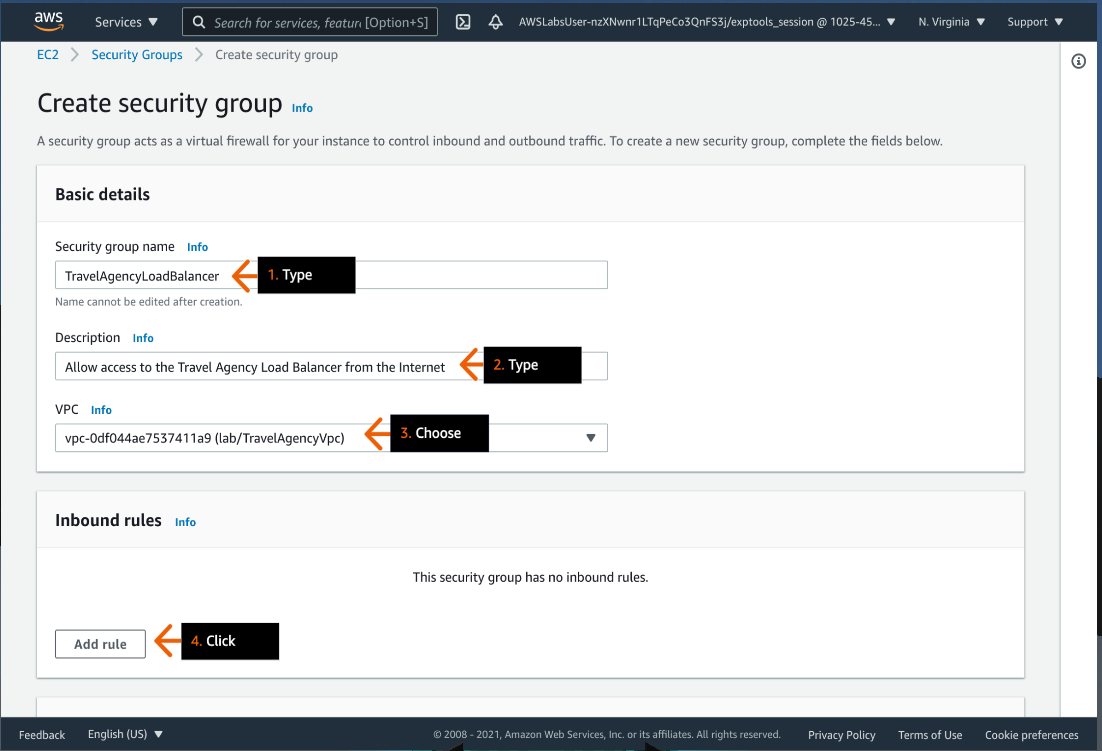 aws
Services ▼
Search for services, featur [Option+S]
AWSLabsUser-nzXNwnr1LTqPeCo3QnFS3j/exptools_session @ 1025-45... ▼
N. Virginia ▼
Support ▼
EC2 > Security Groups > Create security group
Create security group Info
A security group acts as a virtual firewall for your instance to control inbound and outbound traffic. To create a new security group, complete the fields below.
Basic details
Security group name Info
TravelAgencyLoadBalancer
1. Type
Name cannot be edited after creation.
Description Info
Allow access to the Travel Agency Load Balancer from the Internet
2. Type
VPC Info
vpc-0df044ae7537411a9 (lab/TravelAgencyVpc)
3. Choose
Inbound rules Info
This security group has no inbound rules.
Add rule
4. Click
Feedback
English (US) ▼
© 2008 - 2021, Amazon Web Services, Inc. or its affiliates. All rights reserved.
Privacy Policy
Terms of Use
Cookie preferences